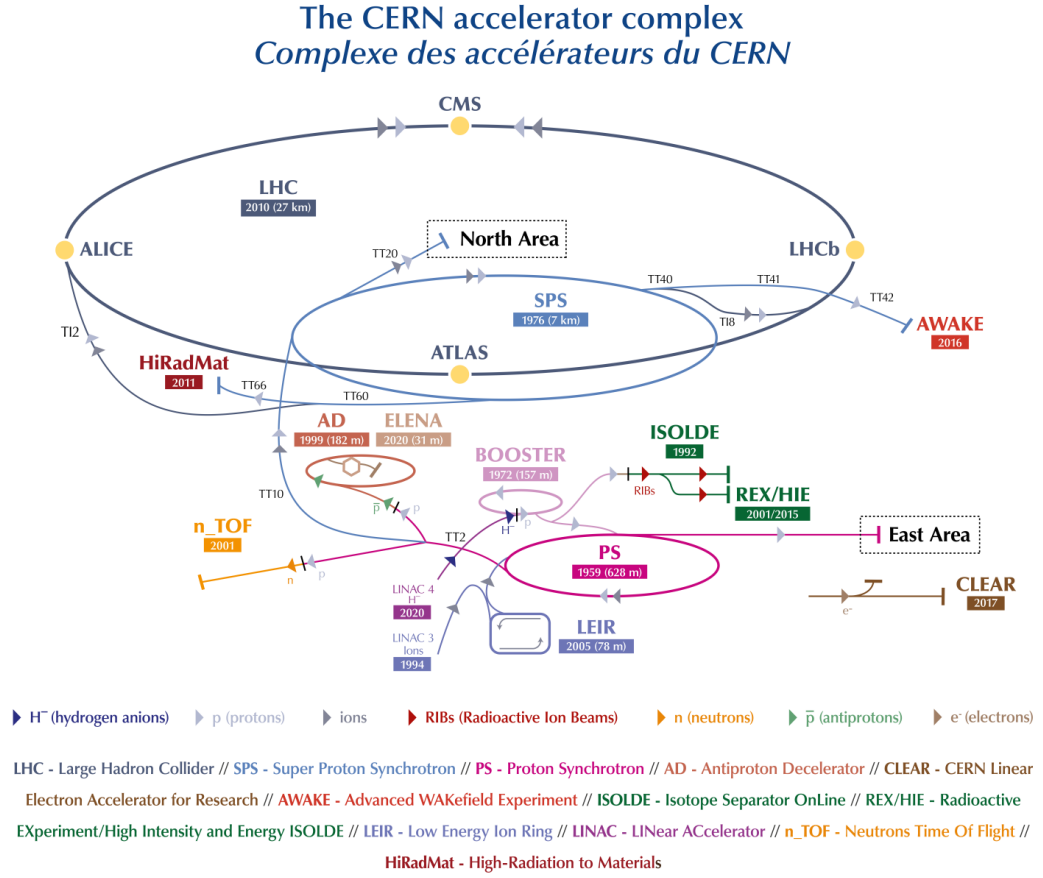 The CERN accelerator complex
Complexe des accélérateurs du CERN
CMS
LHC
2010 (27 km)
ALICE
LHCb
North Area
TT20
SPS
1976 (7 km)
TT40
TT41
TT42
TI8
AWAKE
2016
TI2
ATLAS
HiRadMat
2011
TT66
TT60
AD
1999 (182 m)
ELENA
2020 (31 m)
ISOLDE
1992
BOOSTER
1972 (157 m)
RIBs
REX/HIE
2001/2015
TT10
p̅
p
H⁻
p
TT2
n_TOF
2001
n
p
PS
1959 (628 m)
East Area
LINAC 4
H⁻
2020
CLEAR
2017
e⁻
LINAC 3
Ions
1994
LEIR
2005 (78 m)
H⁻ (hydrogen anions)
p (protons)
ions
RIBs (Radioactive Ion Beams)
n (neutrons)
p̅ (antiprotons)
e⁻ (electrons)
LHC - Large Hadron Collider // SPS - Super Proton Synchrotron // PS - Proton Synchrotron // AD - Antiproton Decelerator // CLEAR - CERN Linear
Electron Accelerator for Research // AWAKE - Advanced WAKefield Experiment // ISOLDE - Isotope Separator OnLine // REX/HIE - Radioactive
EXperiment/High Intensity and Energy ISOLDE // LEIR - Low Energy Ion Ring // LINAC - LINear ACcelerator // n_TOF - Neutrons Time Of Flight //
HiRadMat - High-Radiation to Materials